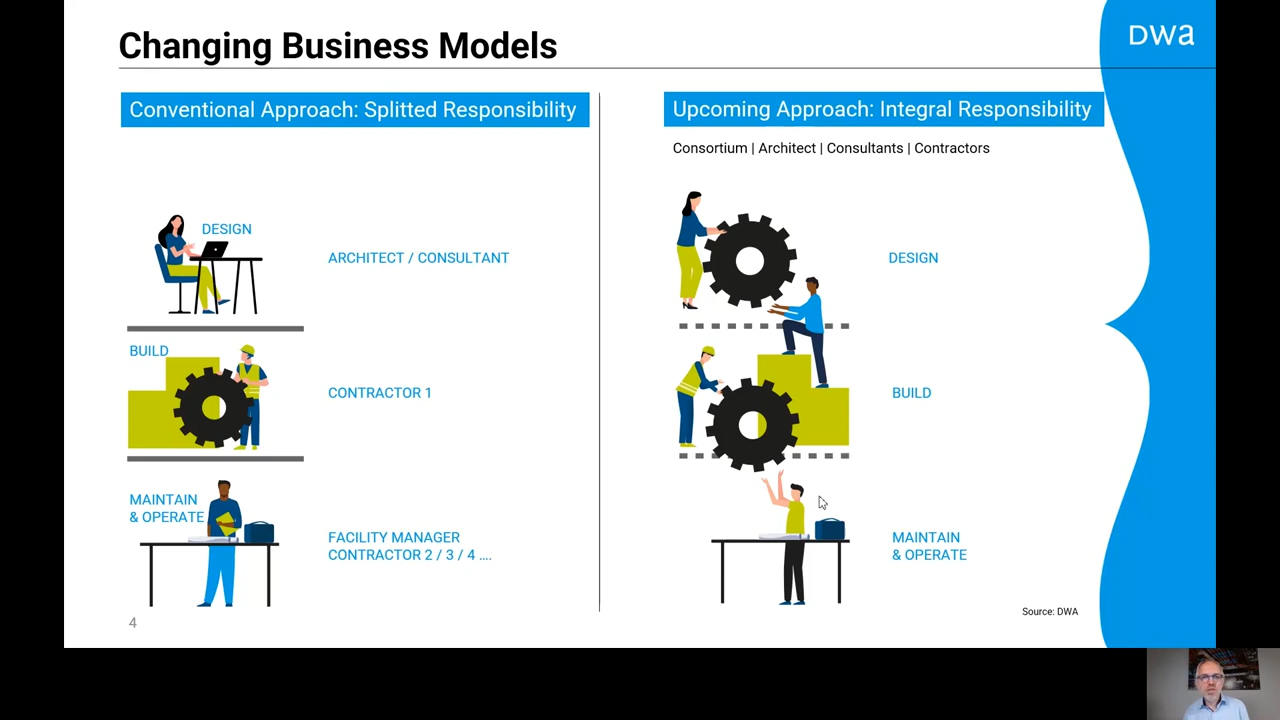 Changing Business Models
DWa
Conventional Approach: Splitted Responsibility
DESIGN
ARCHITECT / CONSULTANT
BUILD
CONTRACTOR 1
MAINTAIN
& OPERATE
FACILITY MANAGER
CONTRACTOR 2 / 3 / 4 ....
4
Upcoming Approach: Integral Responsibility
Consortium | Architect | Consultants | Contractors
DESIGN
BUILD
MAINTAIN
& OPERATE
Source: DWA